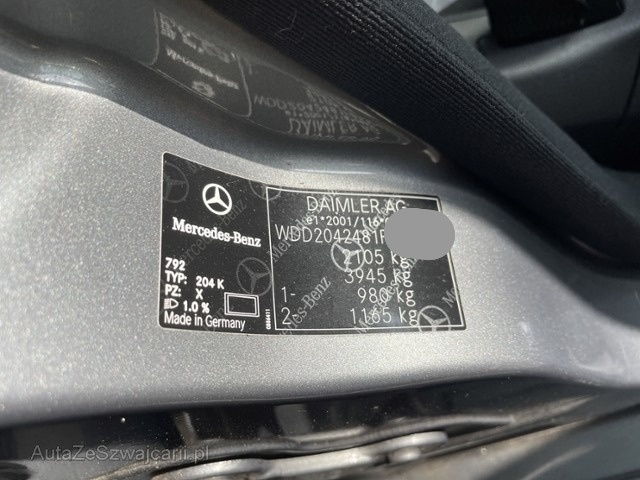 Mercedes-Benz
792
TYP: 204 K
PZ: X
1.0 %
Made in Germany
DAIMLER AG
e1*2001/116*
WDD2042481F
2105 kg
3945 kg
1- 980 kg
2- 1165 kg
AutaZeSzwajcarii.pl